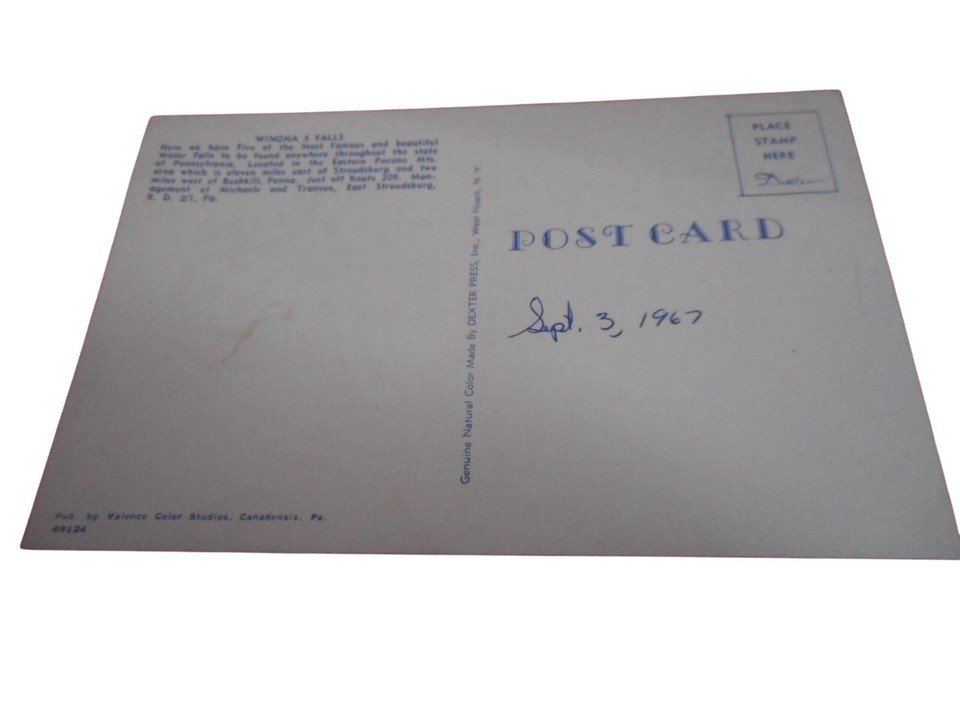 WINONA 5 FALLS
Here we have Five of the Most Famous and beautiful
Water Falls to be found anywhere throughout the state
of Pennsylvania. Located in the Eastern Pocono Mts.
area which is eleven miles east of Stroudsburg and two
miles west of Bushkill, Penna. Just off Route 209. Man-
agement of Michaels and Transue, East Stroudsburg,
R. D. #1, Pa.
Pub. by Valence Color Studios, Canadensis, Pa.
69224
Genuine Natural Color Made By DEXTER PRESS, Inc., West Nyack, N. Y.
PLACE
STAMP
HERE
Dexter
POST CARD
Sept. 3, 1967